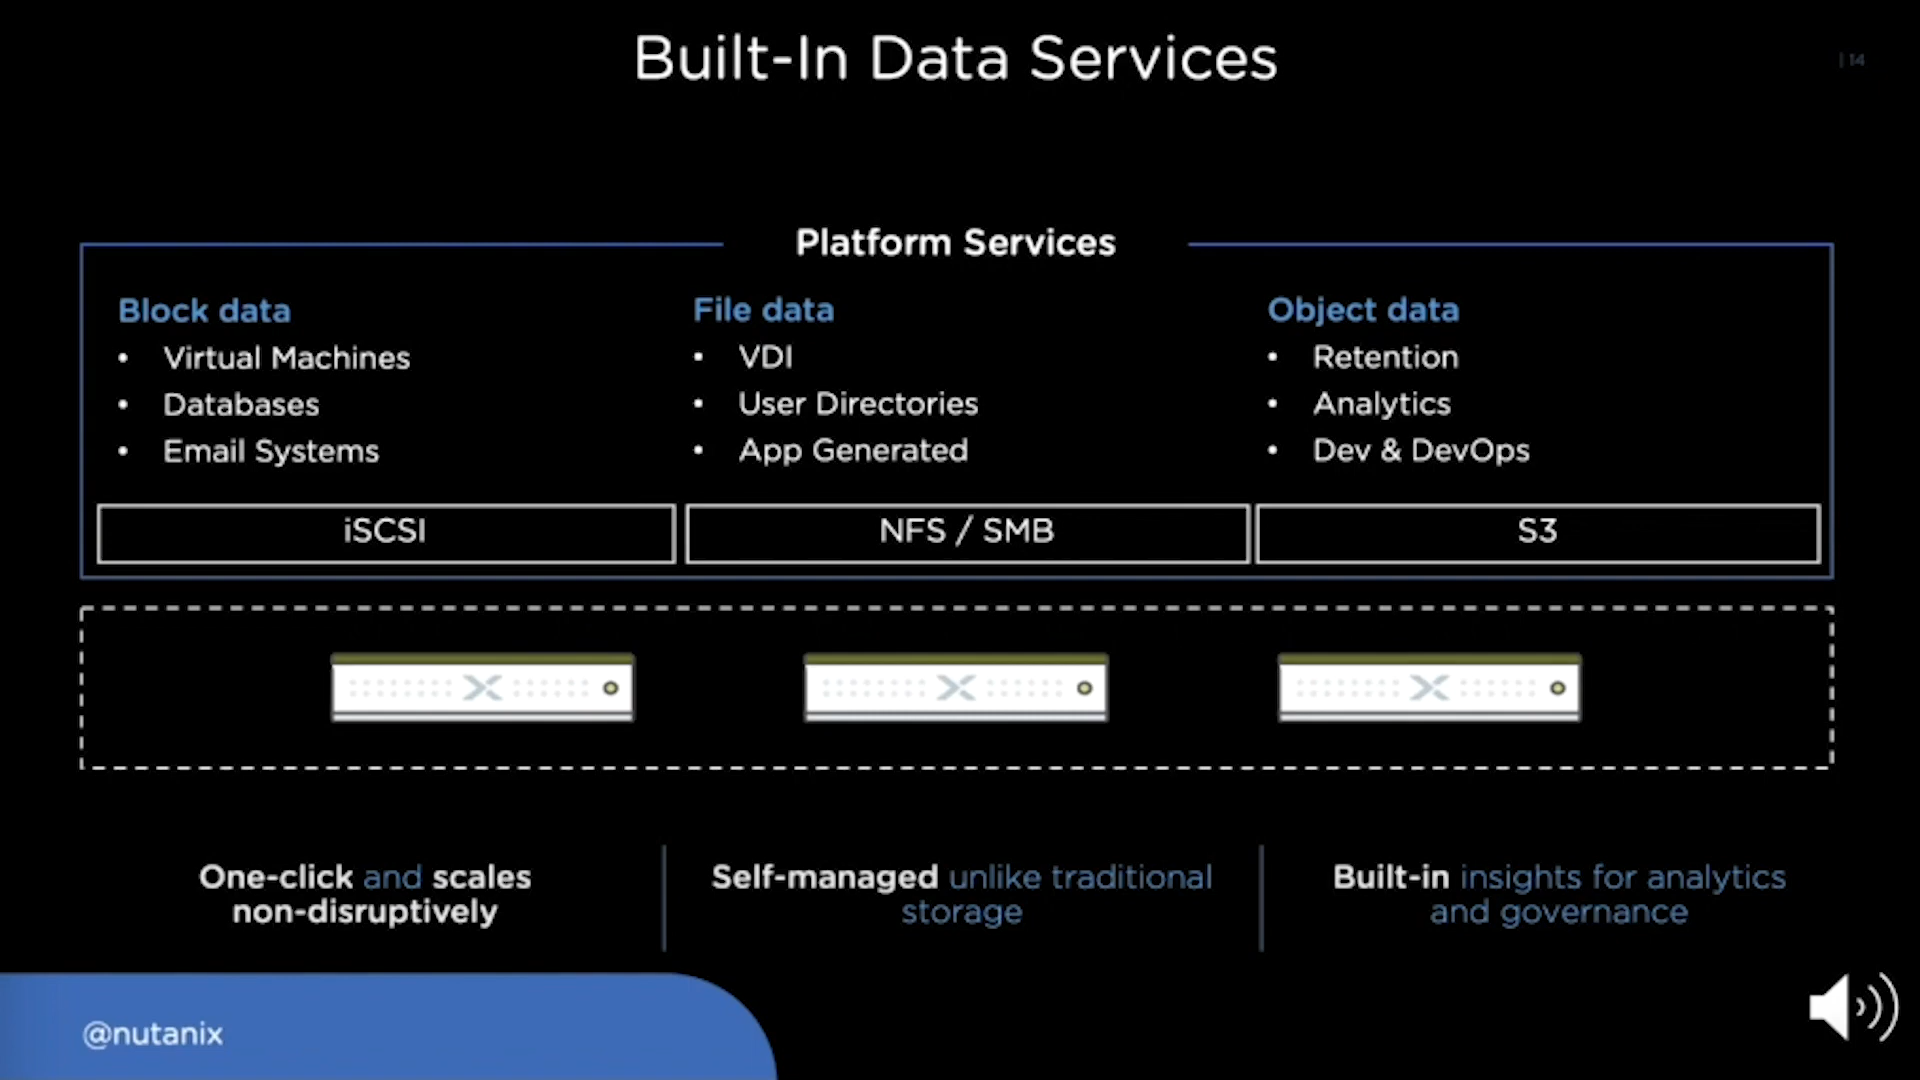 Built-In Data Services
| 14
Platform Services
Block data
• Virtual Machines
• Databases
• Email Systems
File data
• VDI
• User Directories
• App Generated
Object data
• Retention
• Analytics
• Dev & DevOps
iSCSI
NFS / SMB
S3
One-click and scales
non-disruptively
Self-managed unlike traditional
storage
Built-in insights for analytics
and governance
@nutanix